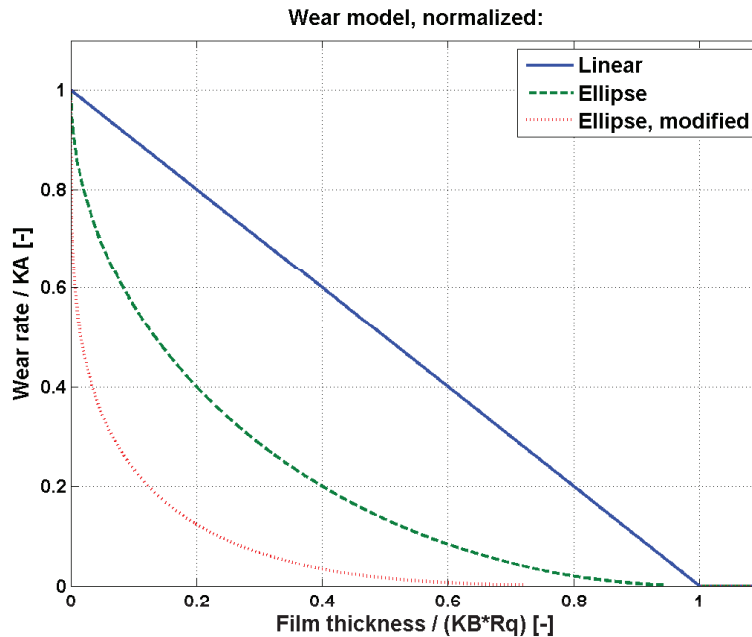 Wear model, normalized:
Linear
Ellipse
Ellipse, modified
Wear rate / KA [-]
1
0.8
0.6
0.4
0.2
0
0
0.2
0.4
0.6
0.8
1
Film thickness / (KB*Rq) [-]